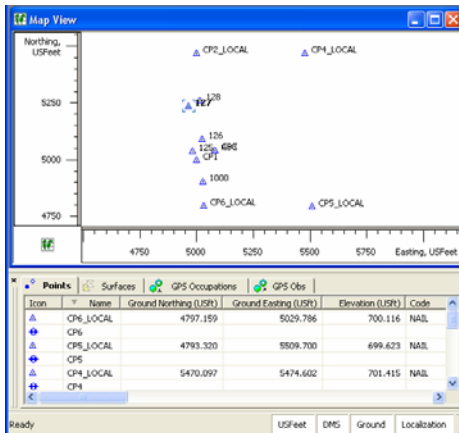 Map View
Northing,
USFeet
CP2_LOCAL
CP4_LOCAL
128
5250
126
125
5000
CP1
1000
CP6_LOCAL
CP5_LOCAL
4750
4750 5000 5250 5500 5750 Easting, USFeet
Points Surfaces GPS Occupations GPS Obs
Icon Name Ground Northing (USft) Ground Easting (USft) Elevation (USft) Code
CP6_LOCAL 4797.159 5029.786 700.116 NAIL
CP6
CP5_LOCAL 4793.320 5509.700 699.623 NAIL
CP5
CP4_LOCAL 5470.097 5474.602 701.415 NAIL
CP4
Ready USFeet DMS Ground Localization